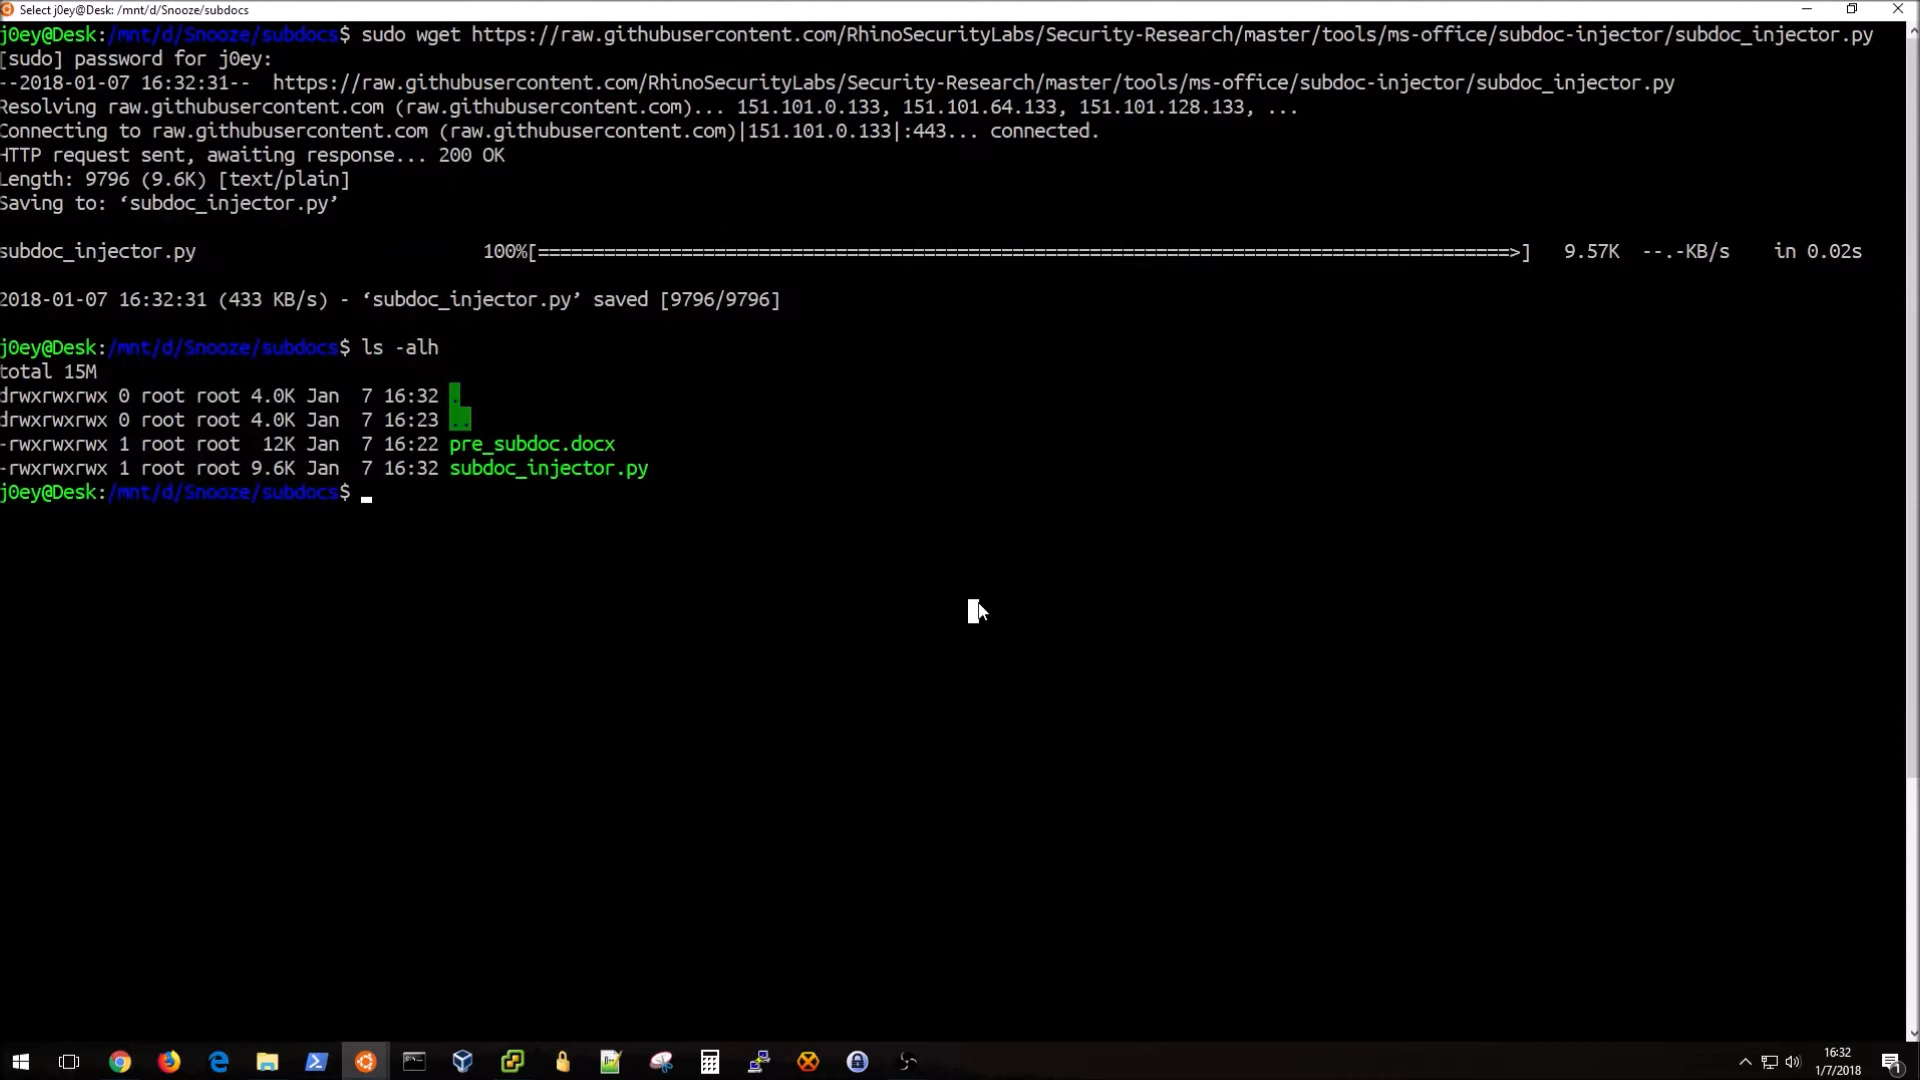 Select j0ey@Desk: /mnt/d/Snooze/subdocs
j0ey@Desk:/mnt/d/Snooze/subdocs$ sudo wget https://raw.githubusercontent.com/RhinoSecurityLabs/Security-Research/master/tools/ms-office/subdoc-injector/subdoc_injector.py
[sudo] password for j0ey:
--2018-01-07 16:32:31--  https://raw.githubusercontent.com/RhinoSecurityLabs/Security-Research/master/tools/ms-office/subdoc-injector/subdoc_injector.py
Resolving raw.githubusercontent.com (raw.githubusercontent.com)... 151.101.0.133, 151.101.64.133, 151.101.128.133, ...
Connecting to raw.githubusercontent.com (raw.githubusercontent.com)|151.101.0.133|:443... connected.
HTTP request sent, awaiting response... 200 OK
Length: 9796 (9.6K) [text/plain]
Saving to: ‘subdoc_injector.py’
subdoc_injector.py 100%[========================================================================================>] 9.57K --.-KB/s in 0.02s
2018-01-07 16:32:31 (433 KB/s) - ‘subdoc_injector.py’ saved [9796/9796]
j0ey@Desk:/mnt/d/Snooze/subdocs$ ls -alh
total 15M
drwxrwxrwx 0 root root 4.0K Jan  7 16:32 .
drwxrwxrwx 0 root root 4.0K Jan  7 16:23 ..
-rwxrwxrwx 1 root root  12K Jan  7 16:22 pre_subdoc.docx
-rwxrwxrwx 1 root root 9.6K Jan  7 16:32 subdoc_injector.py
j0ey@Desk:/mnt/d/Snooze/subdocs$
16:32
1/7/2018
1